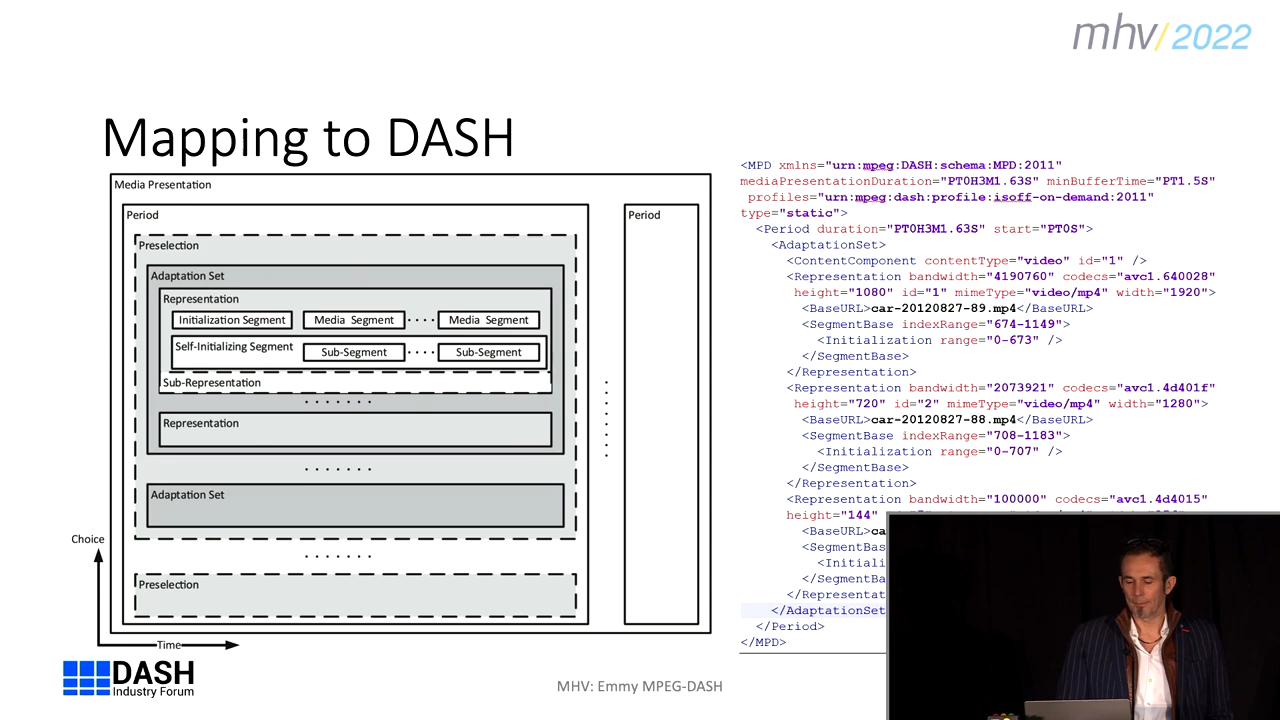 mhv/2022
Mapping to DASH
Media Presentation
Period
Preselection
Adaptation Set
Representation
Initialization Segment
Media Segment
Media Segment
Self-Initializing Segment
Sub-Segment
Sub-Segment
Sub-Representation
Representation
Adaptation Set
Preselection
Period
Choice
Time
<MPD xmlns="urn:mpeg:DASH:schema:MPD:2011"
mediaPresentationDuration="PT0H3M1.63S" minBufferTime="PT1.5S"
profiles="urn:mpeg:dash:profile:isoff-on-demand:2011"
type="static">
<Period duration="PT0H3M1.63S" start="PT0S">
<AdaptationSet>
<ContentComponent contentType="video" id="1" />
<Representation bandwidth="4190760" codecs="avc1.640028"
height="1080" id="1" mimeType="video/mp4" width="1920">
<BaseURL>car-20120827-89.mp4</BaseURL>
<SegmentBase indexRange="674-1149">
<Initialization range="0-673" />
</SegmentBase>
</Representation>
<Representation bandwidth="2073921" codecs="avc1.4d401f"
height="720" id="2" mimeType="video/mp4" width="1280">
<BaseURL>car-20120827-88.mp4</BaseURL>
<SegmentBase indexRange="708-1183">
<Initialization range="0-707" />
</SegmentBase>
</Representation>
<Representation bandwidth="100000" codecs="avc1.4d4015"
height="144"
<BaseURL>ca
<SegmentBas
<Initiali
</SegmentBa
</Representat
</AdaptationSet
</Period>
</MPD>
DASH
Industry Forum
MHV: Emmy MPEG-DASH